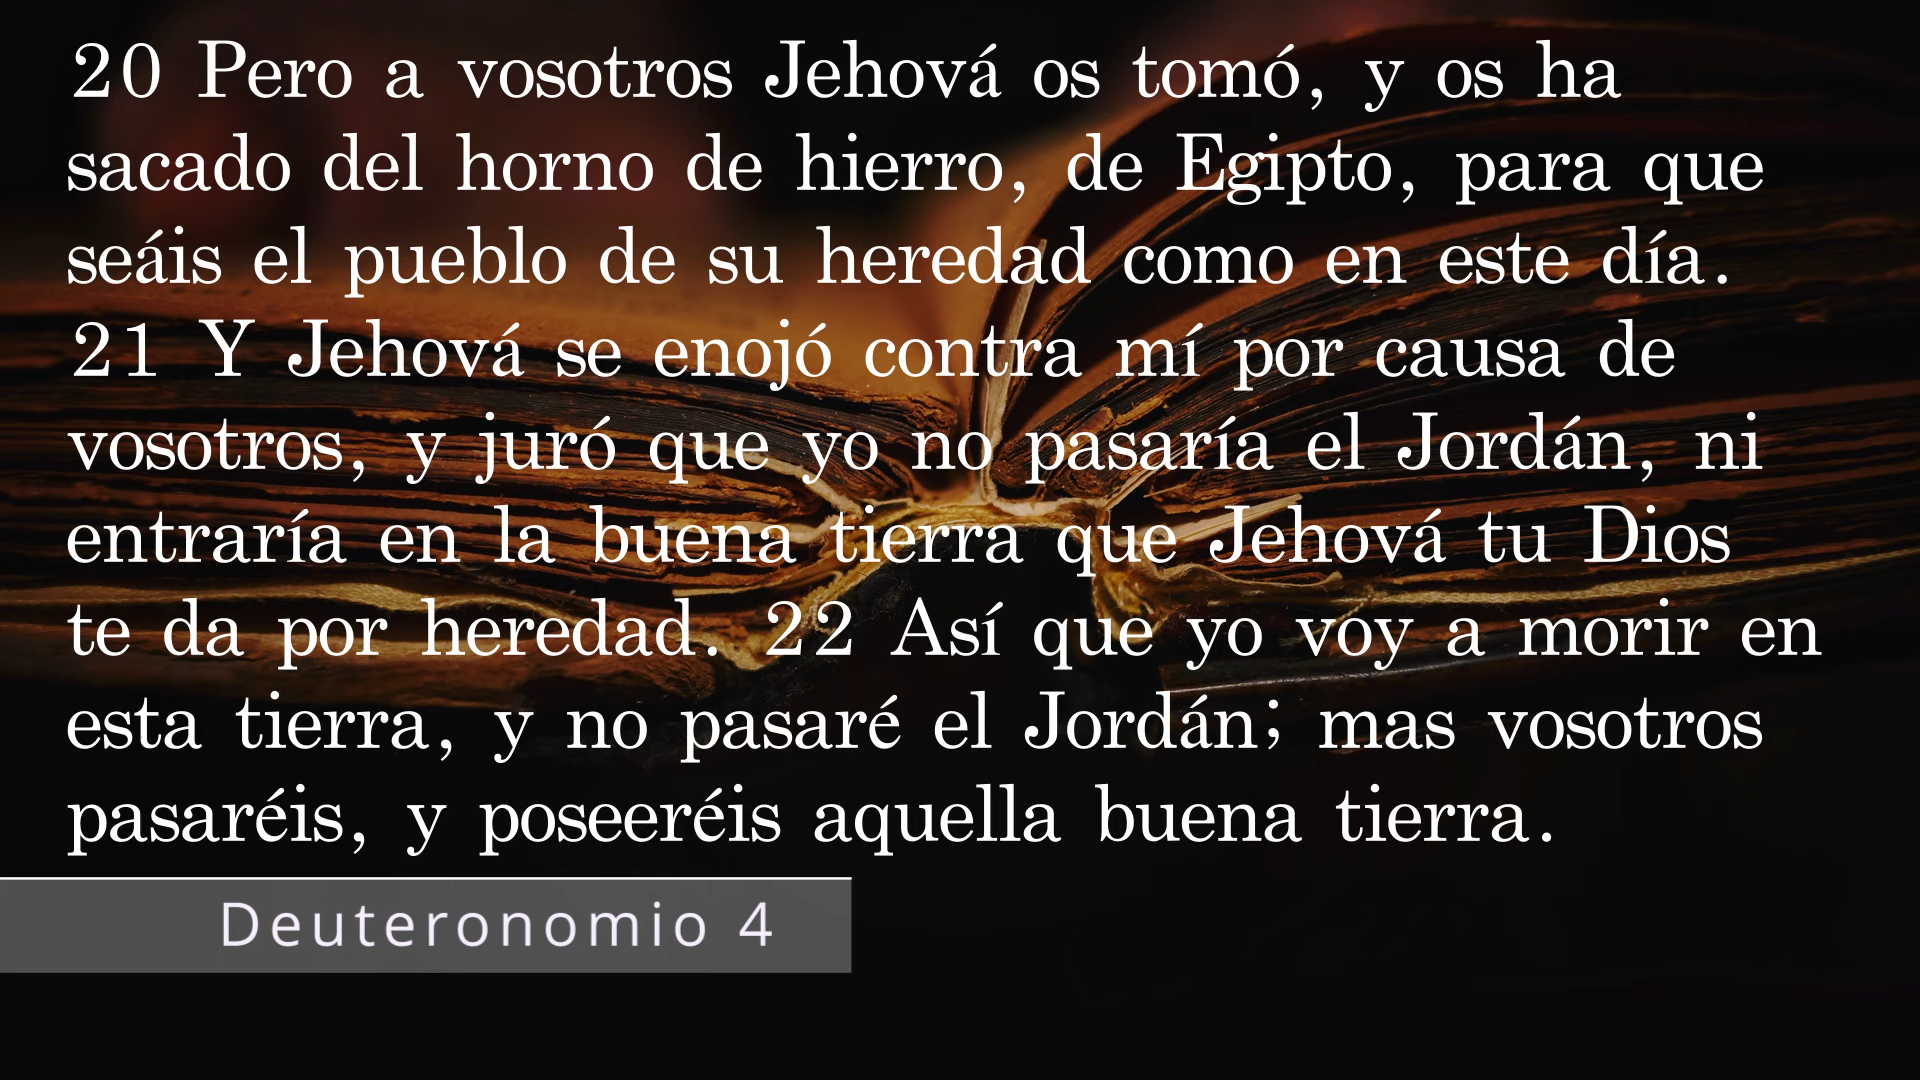 20 Pero a vosotros Jehová os tomó, y os ha
sacado del horno de hierro, de Egipto, para que
seáis el pueblo de su heredad como en este día.
21 Y Jehová se enojó contra mí por causa de
vosotros, y juró que yo no pasaría el Jordán, ni
entraría en la buena tierra que Jehová tu Dios
te da por heredad. 22 Así que yo voy a morir en
esta tierra, y no pasaré el Jordán; mas vosotros
pasaréis, y poseeréis aquella buena tierra.
Deuteronomio 4